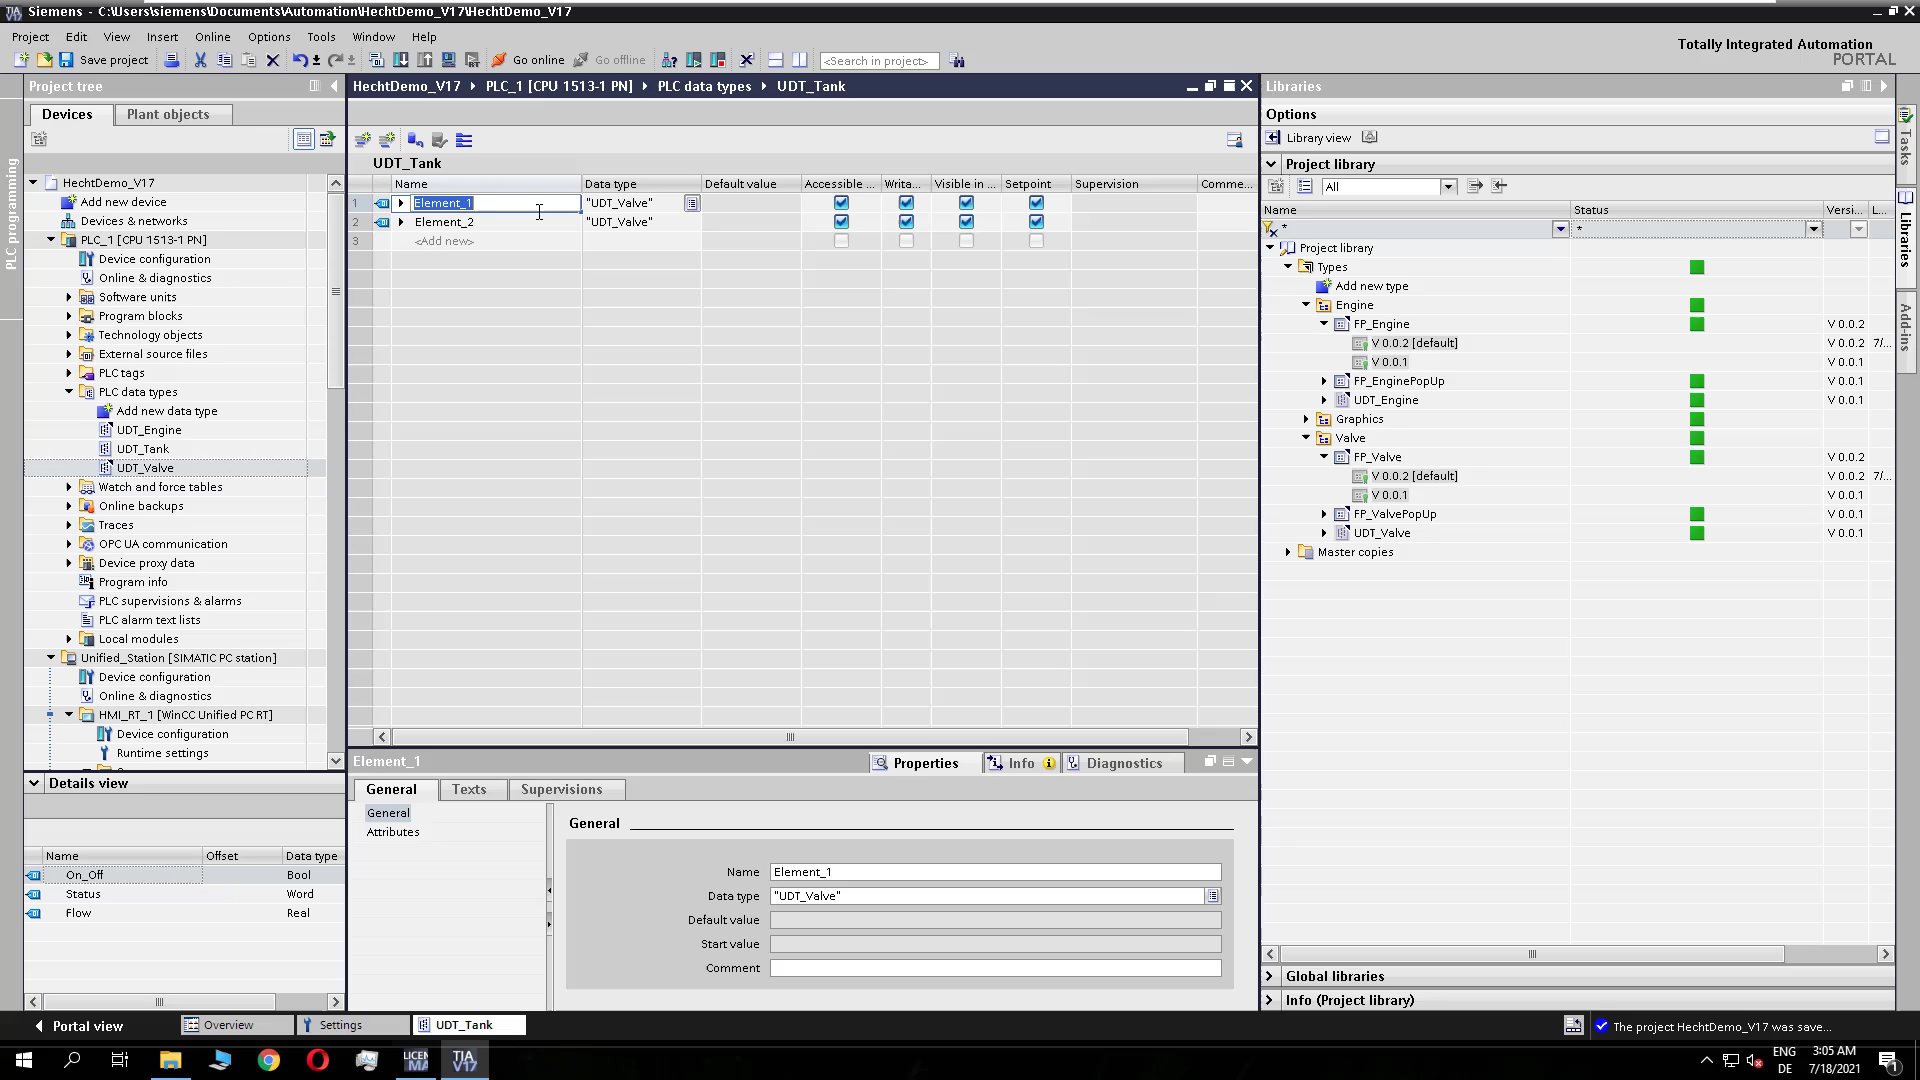 Siemens - C:\Users\siemens\Documents\Automation\HechtDemo_V17\HechtDemo_V17
Project Edit View Insert Online Options Tools Window Help
Totally Integrated Automation
PORTAL
Save project
Go online
Go offline
<Search in project>
Project tree
HechtDemo_V17 PLC_1 [CPU 1513-1 PN] PLC data types UDT_Tank
Libraries
Devices
Plant objects
Options
Library view
PLC programming
UDT_Tank
Project library
All
Name Data type Default value Accessible ... Writa... Visible in ... Setpoint Supervision Comme...
1 Element_1 "UDT_Valve"
2 Element_2 "UDT_Valve"
3 <Add new>
HechtDemo_V17
Add new device
Devices & networks
PLC_1 [CPU 1513-1 PN]
Device configuration
Online & diagnostics
Software units
Program blocks
Technology objects
External source files
PLC tags
PLC data types
Add new data type
UDT_Engine
UDT_Tank
UDT_Valve
Watch and force tables
Online backups
Traces
OPC UA communication
Device proxy data
Program info
PLC supervisions & alarms
PLC alarm text lists
Local modules
Unified_Station [SIMATIC PC station]
Device configuration
Online & diagnostics
HMI_RT_1 [WinCC Unified PC RT]
Device configuration
Runtime settings
Name Status Versi... L...
* *
Project library
Types
Add new type
Engine
FP_Engine V 0.0.2
V 0.0.2 [default] V 0.0.2 7/...
V 0.0.1 V 0.0.1
FP_EnginePopUp V 0.0.1
UDT_Engine V 0.0.1
Graphics
Valve
FP_Valve V 0.0.2
V 0.0.2 [default] V 0.0.2 7/...
V 0.0.1 V 0.0.1
FP_ValvePopUp V 0.0.1
UDT_Valve V 0.0.1
Master copies
Tasks
Libraries
Add-ins
Element_1
Properties
Info
Diagnostics
General
Texts
Supervisions
General
Attributes
General
Name Element_1
Data type "UDT_Valve"
Default value
Start value
Comment
Details view
Name Offset Data type
On_Off Bool
Status Word
Flow Real
Global libraries
Info (Project library)
Portal view
Overview
Settings
UDT_Tank
The project HechtDemo_V17 was save...
LICEN
MA
TIA
V17
ENG
DE
3:05 AM
7/18/2021
1